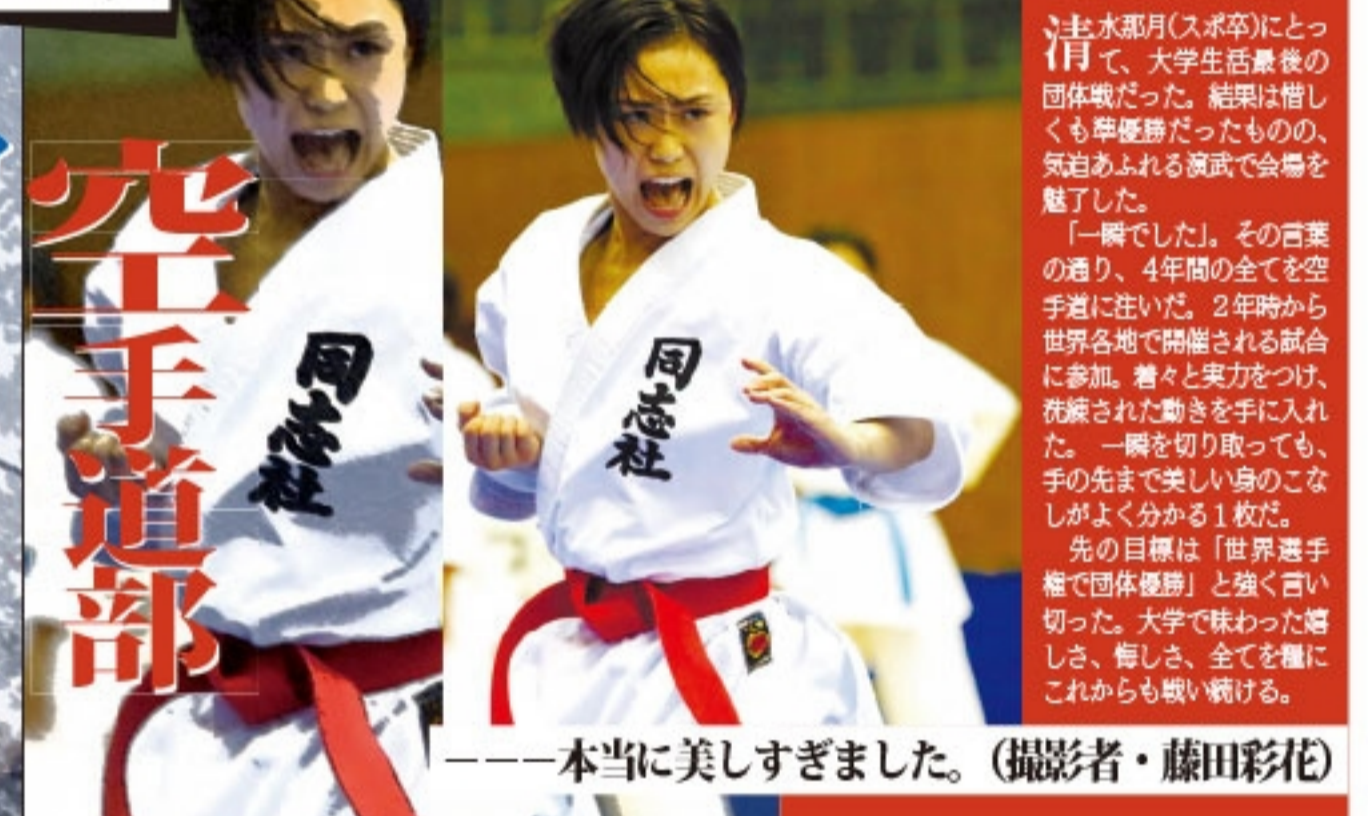 空手道部
同志社
同志社
清水那月(スポ卒)にとっ
て、大学生活最後の
団体戦だった。結果は惜し
くも準優勝だったものの、
気迫あふれる演武で会場を
魅了した。
「一瞬でした」。その言葉
の通り、4年間の全てを空
手道に注いだ。2年時から
世界各地で開催される試合
に参加。着々と実力をつけ、
洗練された動きを手に入れ
た。一瞬を切り取っても、
手の先まで美しい身のこな
しがよく分かる1枚だ。
先の目標は「世界選手
権で団体優勝」と強く言い
切った。大学で味わった嬉
しさ、悔しさ、全てを糧に
これからも戦い続ける。
―――本当に美しすぎました。(撮影者・藤田彩花)